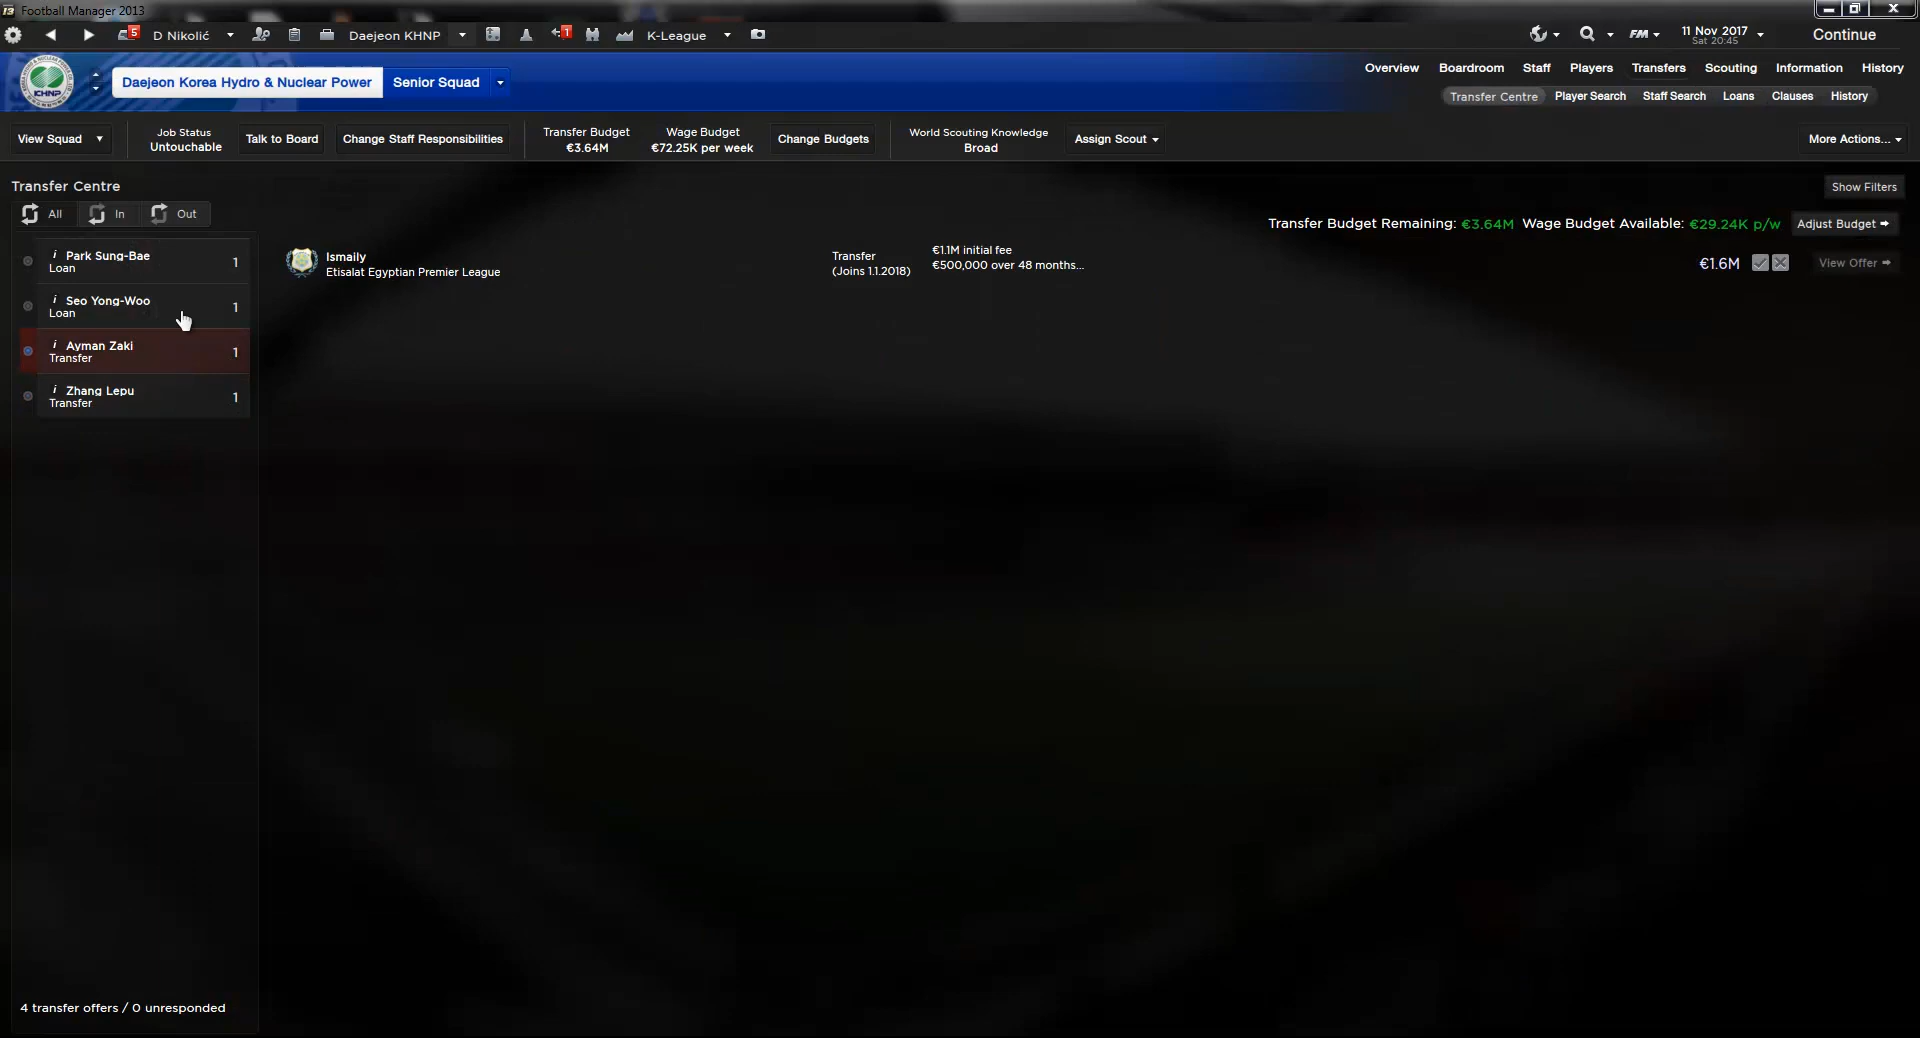 Football Manager 2013
5 D Nikolić Daejeon KHNP 1 K-League FM 11 Nov 2017 Continue
Sat 20:45
KHNP
Daejeon Korea Hydro & Nuclear Power Senior Squad
Overview Boardroom Staff Players Transfers Scouting Information History
Transfer Centre Player Search Staff Search Loans Clauses History
View Squad Job Status Talk to Board Change Staff Responsibilities Transfer Budget Wage Budget Change Budgets World Scouting Knowledge Assign Scout More Actions...
Untouchable €3.64M €72.25K per week Broad
Transfer Centre Show Filters
All In Out
Transfer Budget Remaining: €3.64M Wage Budget Available: €29.24K p/w Adjust Budget
i Park Sung-Bae 1
Loan
i Seo Yong-Woo 1
Loan
i Ayman Zaki 1
Transfer
i Zhang Lepu 1
Transfer
Ismaily
Etisalat Egyptian Premier League
Transfer
(Joins 1.1.2018)
€1.1M initial fee
€500,000 over 48 months...
€1.6M View Offer
4 transfer offers / 0 unresponded